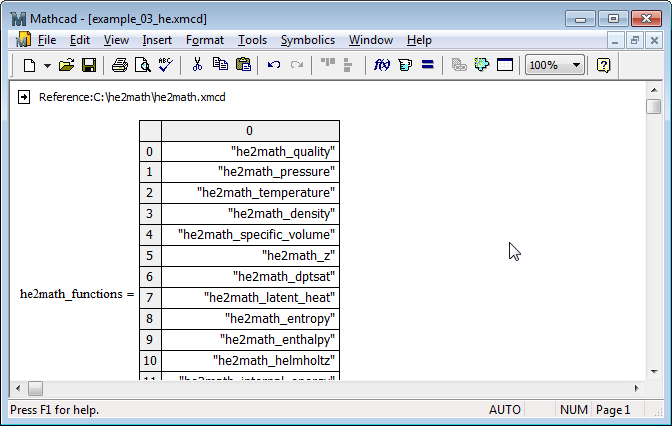 Mathcad - [example_03_he.xmcd]
File Edit View Insert Format Tools Symbolics Window Help
ABC f(x) = 100% ?
Reference:C:\he2math\he2math.xmcd
0
0 "he2math_quality"
1 "he2math_pressure"
2 "he2math_temperature"
3 "he2math_density"
4 "he2math_specific_volume"
5 "he2math_z"
6 "he2math_dptsat"
he2math_functions =
7 "he2math_latent_heat"
8 "he2math_entropy"
9 "he2math_enthalpy"
10 "he2math_helmholtz"
11 "he2math_internal_energy"
Press F1 for help. AUTO NUM Page 1